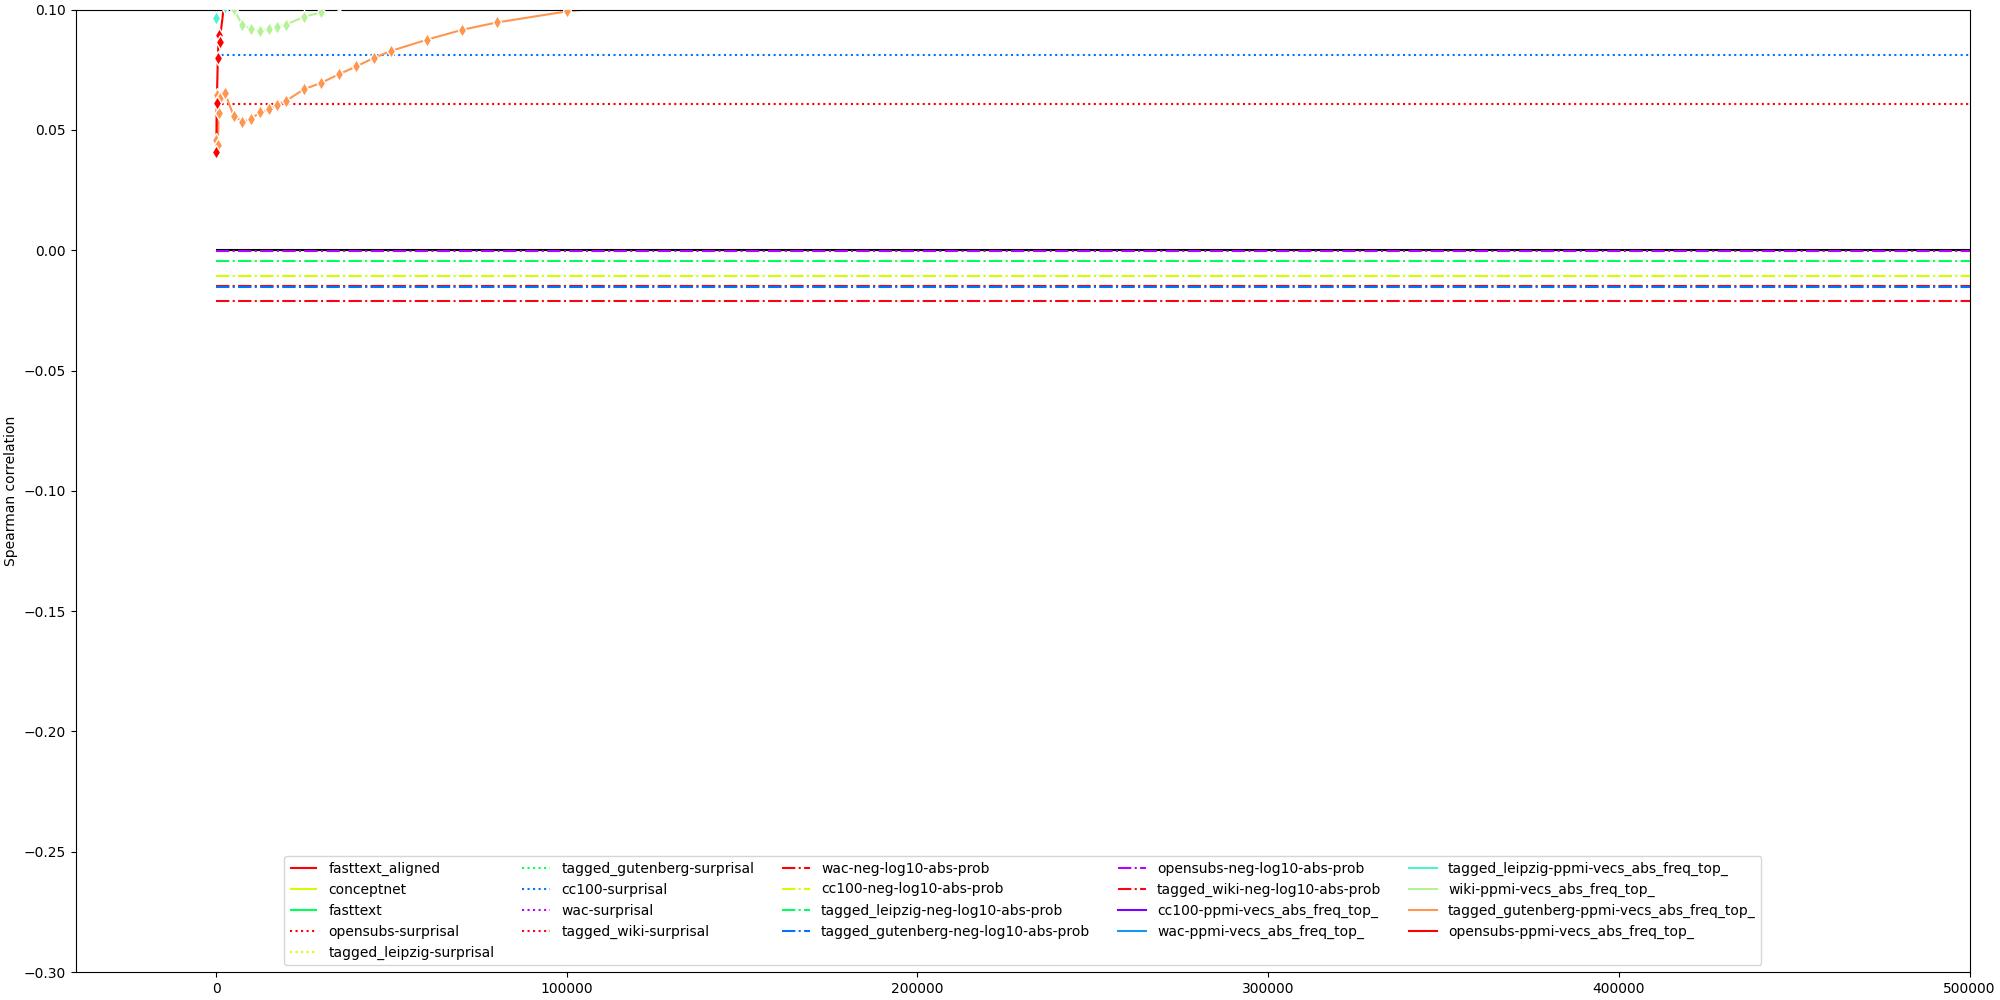 0.10
0.05
0.00
−0.05
−0.10
−0.15
−0.20
−0.25
−0.30
Spearman correlation
fasttext_aligned
conceptnet
fasttext
opensubs-surprisal
tagged_leipzig-surprisal
tagged_gutenberg-surprisal
cc100-surprisal
wac-surprisal
tagged_wiki-surprisal
wac-neg-log10-abs-prob
cc100-neg-log10-abs-prob
tagged_leipzig-neg-log10-abs-prob
tagged_gutenberg-neg-log10-abs-prob
opensubs-neg-log10-abs-prob
tagged_wiki-neg-log10-abs-prob
cc100-ppmi-vecs_abs_freq_top_
wac-ppmi-vecs_abs_freq_top_
tagged_leipzig-ppmi-vecs_abs_freq_top_
wiki-ppmi-vecs_abs_freq_top_
tagged_gutenberg-ppmi-vecs_abs_freq_top_
opensubs-ppmi-vecs_abs_freq_top_
0
100000
200000
300000
400000
500000